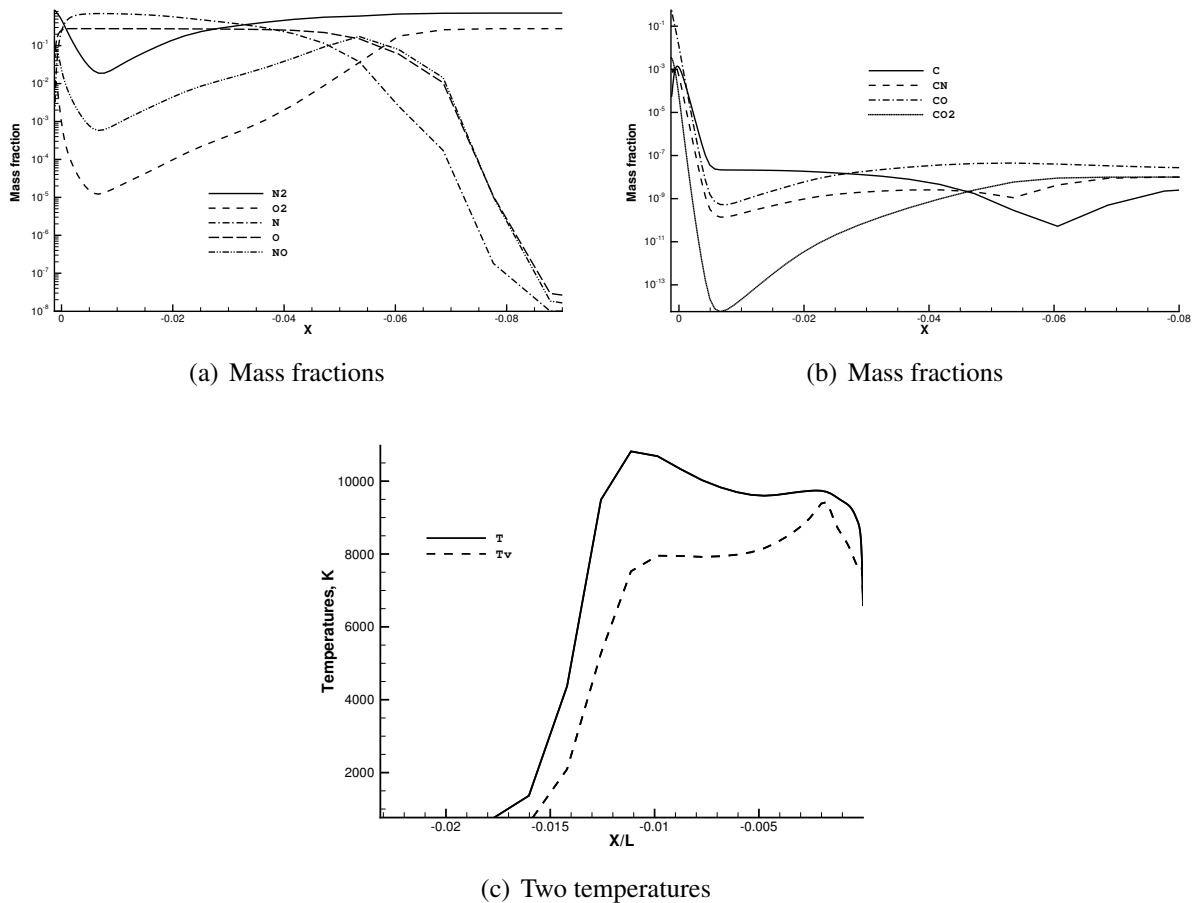 10^-1
10^-2
10^-3
10^-4
10^-5
10^-6
10^-7
10^-8
Mass fraction
N2
O2
N
O
NO
0 -0.02 -0.04 -0.06 -0.08
X
(a) Mass fractions
10^-1
10^-3
10^-5
10^-7
10^-9
10^-11
10^-13
Mass fraction
C
CN
CO
CO2
0 -0.02 -0.04 -0.06 -0.08
X
(b) Mass fractions
10000
8000
6000
4000
2000
Temperatures, K
T
Tv
-0.02 -0.015 -0.01 -0.005
X/L
(c) Two temperatures